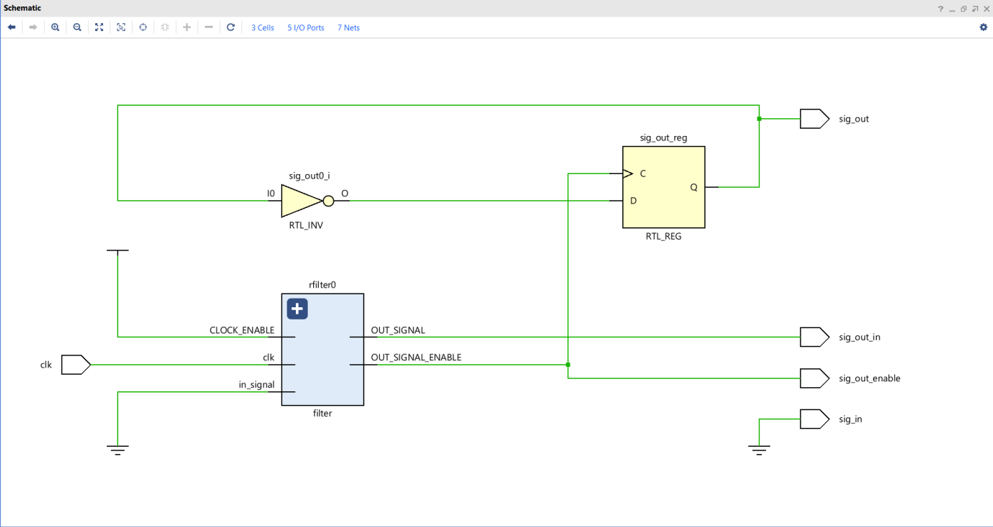 Schematic
3 Cells 5 I/O Ports 7 Nets
sig_out
sig_out_reg
C
Q
D
RTL_REG
sig_out0_i
I0 O
RTL_INV
rfilter0
CLOCK_ENABLE OUT_SIGNAL
clk clk OUT_SIGNAL_ENABLE
in_signal
filter
sig_out_in
sig_out_enable
sig_in